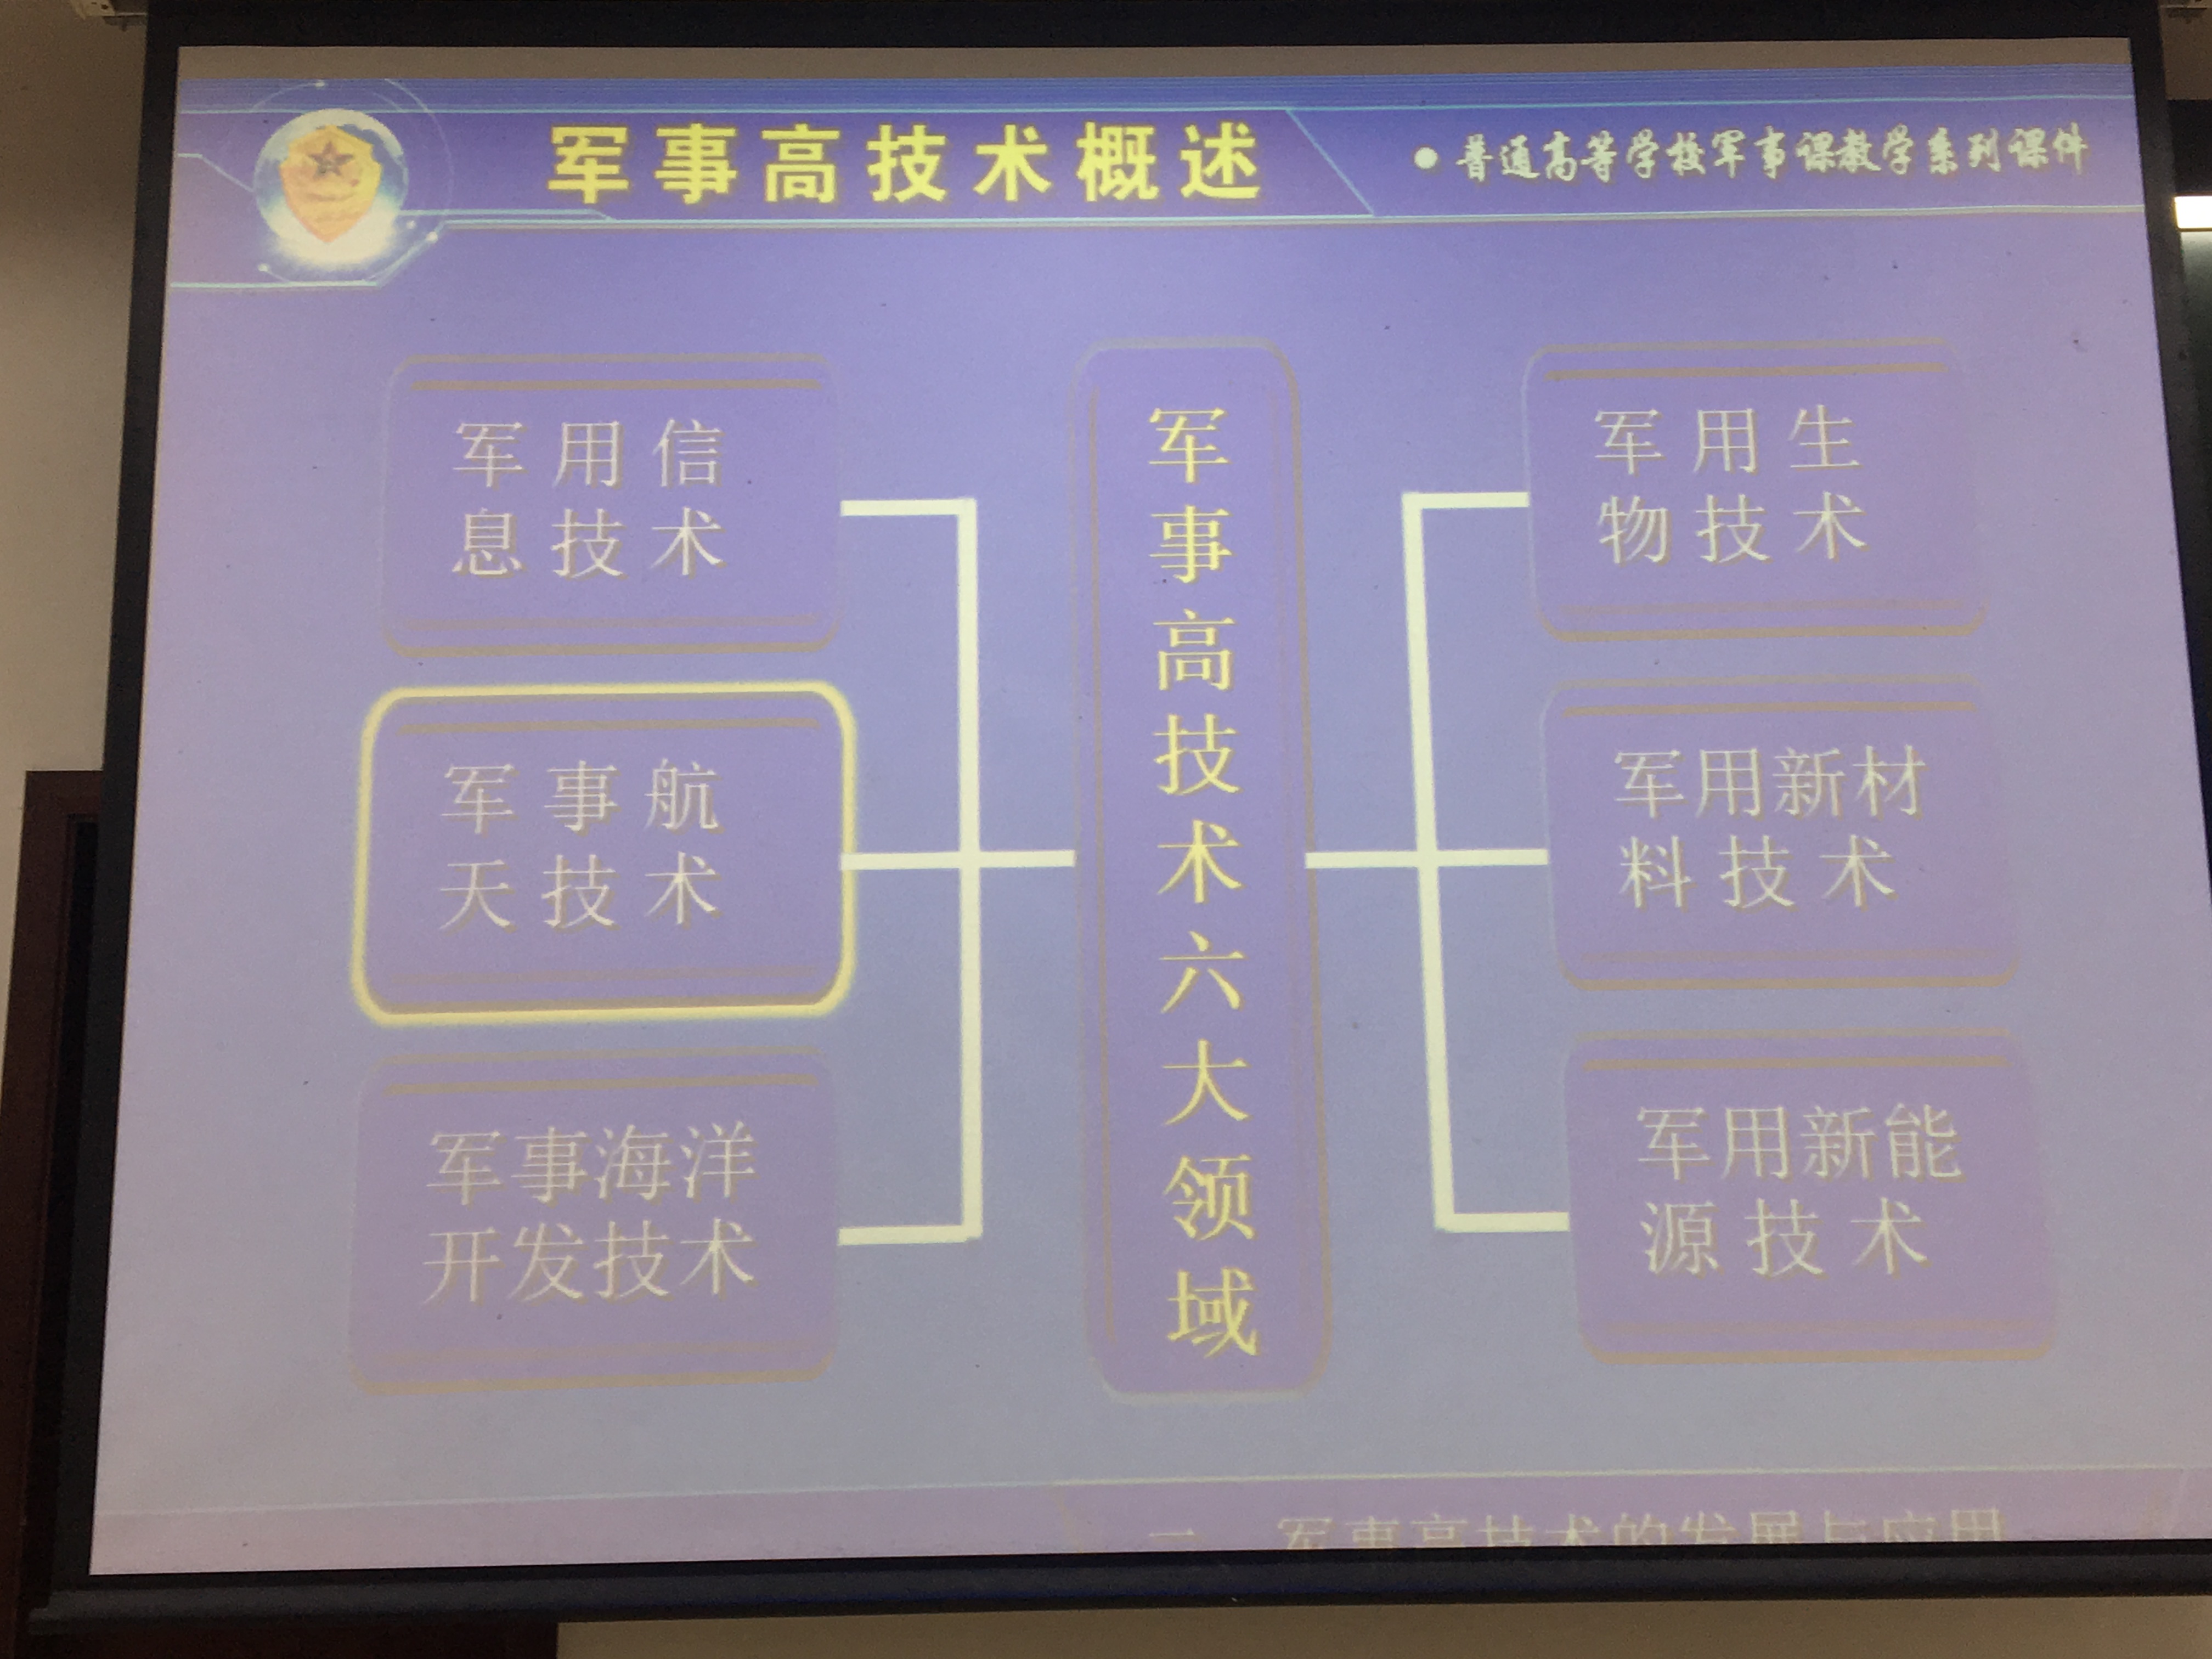 军事高技术概述
• 普通高等学校军事课教学系列课件
军用信
息技术
军事航
天技术
军事海洋
开发技术
军事高技术六大领域
军用生
物技术
军用新材
料技术
军用新能
源技术
军事高技术的发展与应用